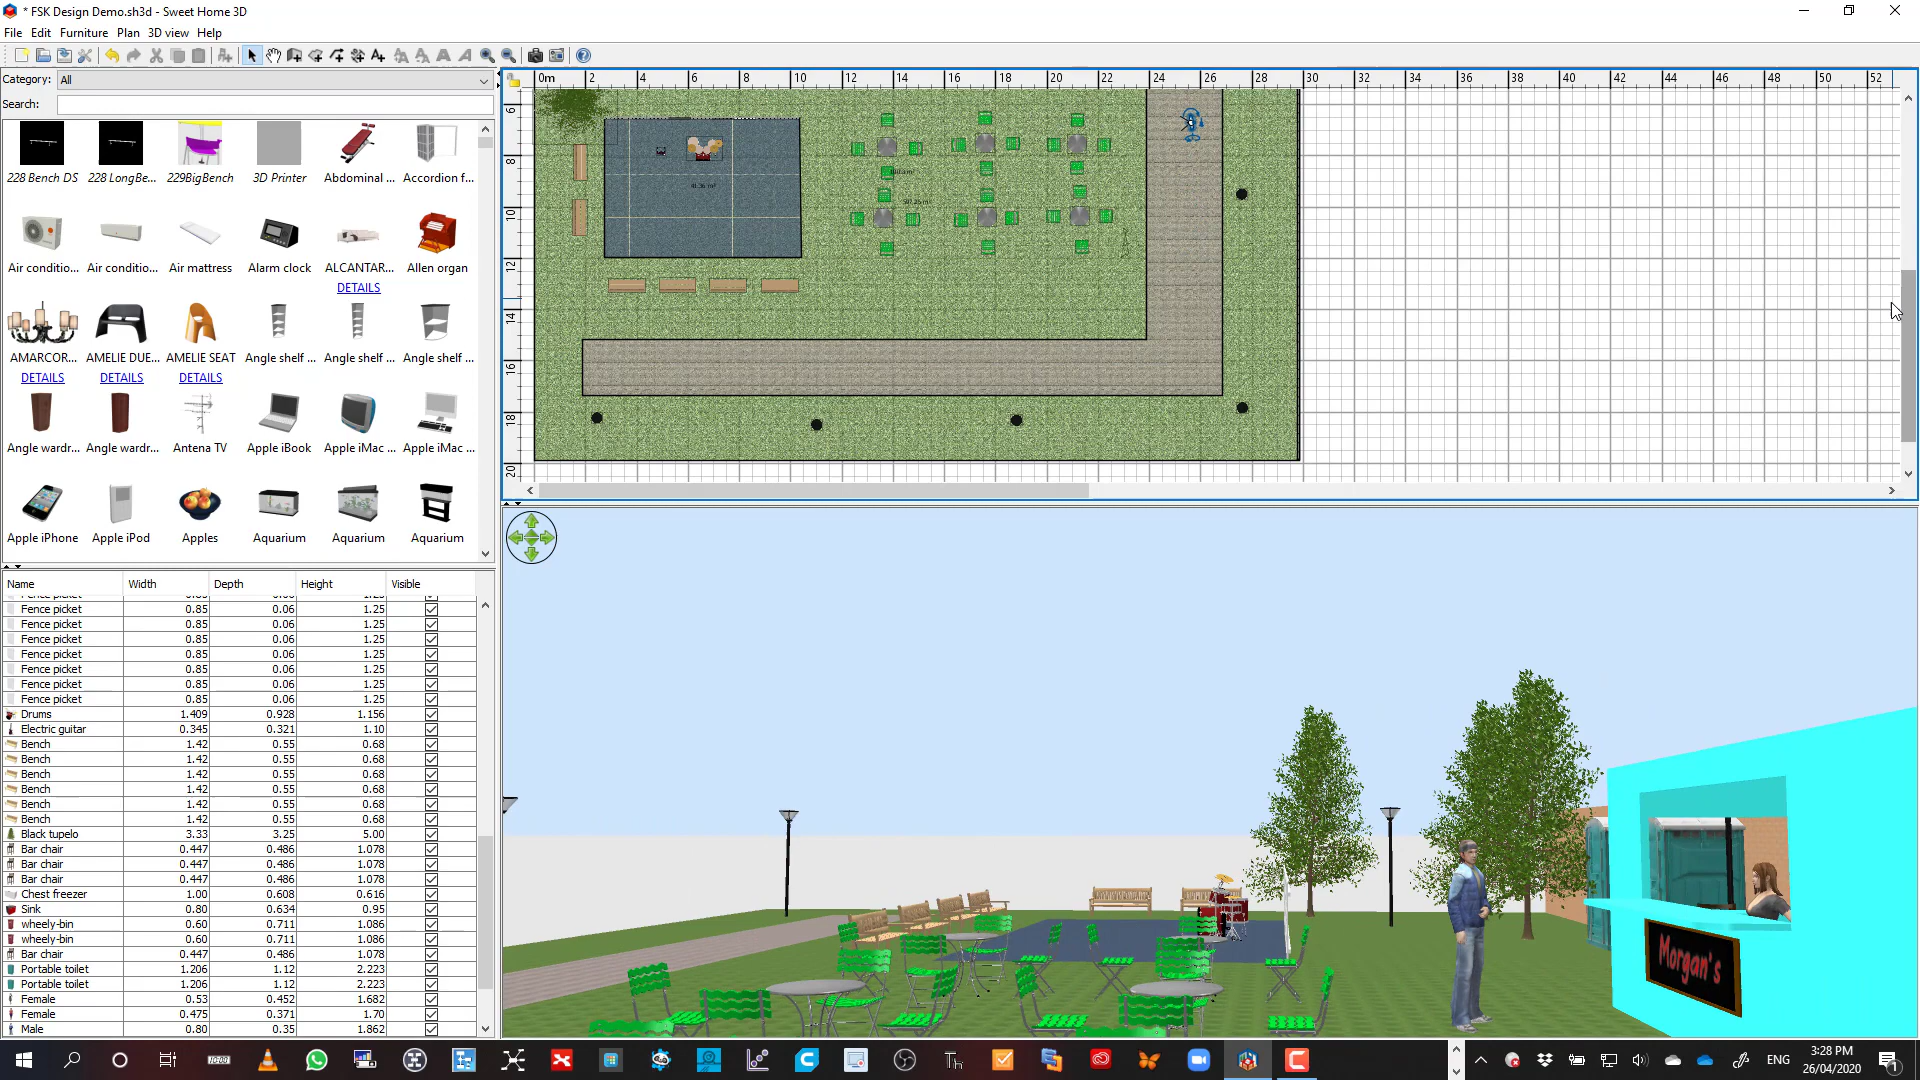 * FSK Design Demo.sh3d - Sweet Home 3D
File Edit Furniture Plan 3D view Help
Category: All
Search:
228 Bench DS 228 LongBe... 229BigBench 3D Printer Abdominal ... Accordion f...
Air conditio... Air conditio... Air mattress Alarm clock ALCANTAR... Allen organ
DETAILS
AMARCOR... AMELIE DUE... AMELIE SEAT Angle shelf ... Angle shelf ... Angle shelf ...
DETAILS DETAILS DETAILS
Angle wardr... Angle wardr... Antena TV Apple iBook Apple iMac ... Apple iMac ...
Apple iPhone Apple iPod Apples Aquarium Aquarium Aquarium
Name Width Depth Height Visible
Fence picket 0.85 0.06 1.25
Fence picket 0.85 0.06 1.25
Fence picket 0.85 0.06 1.25
Fence picket 0.85 0.06 1.25
Fence picket 0.85 0.06 1.25
Fence picket 0.85 0.06 1.25
Fence picket 0.85 0.06 1.25
Drums 1.409 0.928 1.156
Electric guitar 0.345 0.321 1.10
Bench 1.42 0.55 0.68
Bench 1.42 0.55 0.68
Bench 1.42 0.55 0.68
Bench 1.42 0.55 0.68
Bench 1.42 0.55 0.68
Bench 1.42 0.55 0.68
Black tupelo 3.33 3.25 5.00
Bar chair 0.447 0.486 1.078
Bar chair 0.447 0.486 1.078
Bar chair 0.447 0.486 1.078
Chest freezer 1.00 0.608 0.616
Sink 0.80 0.634 0.95
wheely-bin 0.60 0.711 1.086
wheely-bin 0.60 0.711 1.086
Bar chair 0.447 0.486 1.078
Portable toilet 1.206 1.12 2.223
Portable toilet 1.206 1.12 2.223
Female 0.53 0.452 1.682
Female 0.475 0.371 1.70
Male 0.80 0.35 1.862
0m 2 4 6 8 10 12 14 16 18 20 22 24 26 28 30 32 34 36 38 40 42 44 46 48 50 52
6
8
10
12
14
16
18
20
Morgan's
ENG
3:28 PM
26/04/2020